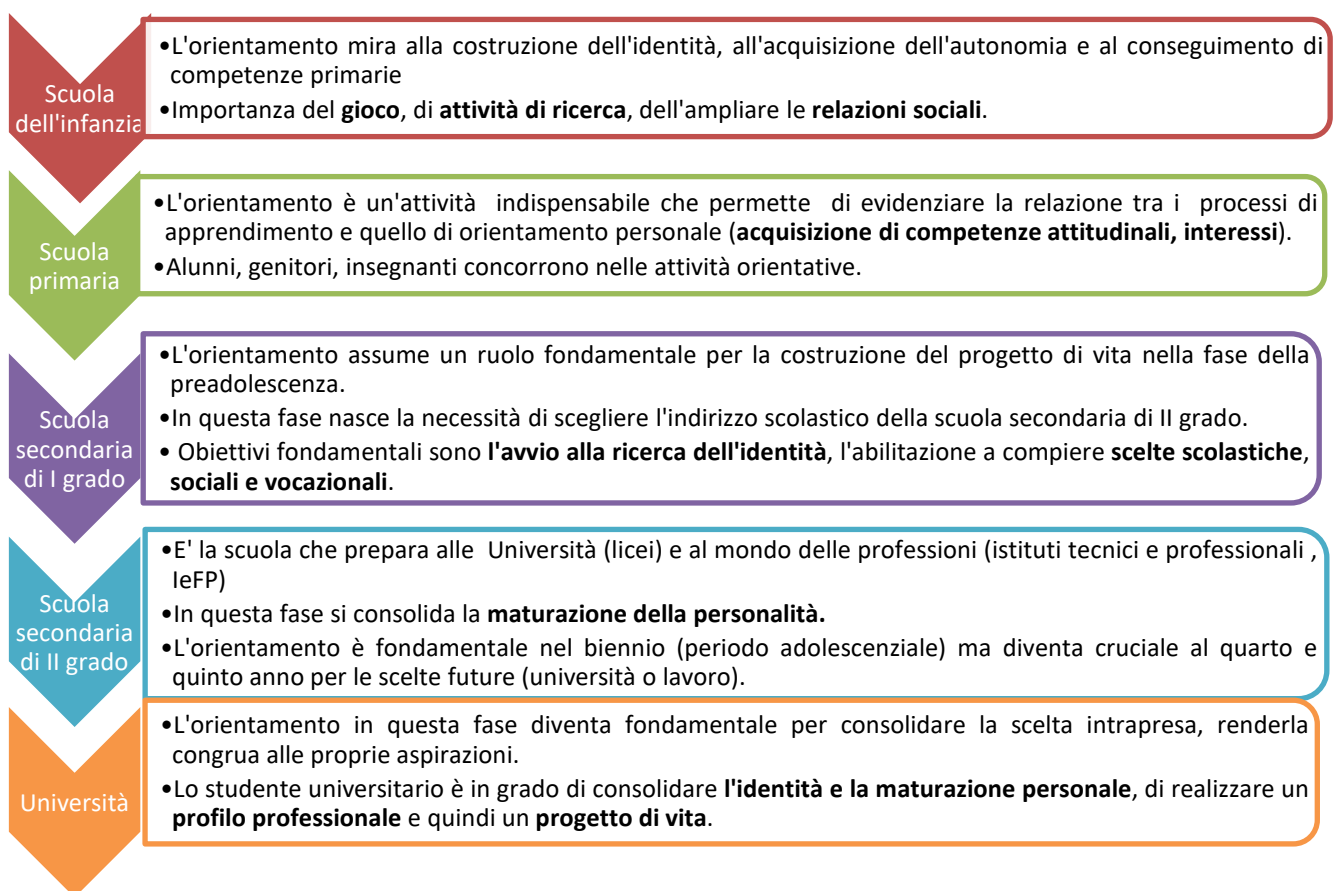 Scuola
dell'infanzia
•L'orientamento mira alla costruzione dell'identità, all'acquisizione dell'autonomia e al conseguimento di
competenze primarie
•Importanza del gioco, di attività di ricerca, dell'ampliare le relazioni sociali.
Scuola
primaria
•L'orientamento è un'attività indispensabile che permette di evidenziare la relazione tra i processi di
apprendimento e quello di orientamento personale (acquisizione di competenze attitudinali, interessi).
•Alunni, genitori, insegnanti concorrono nelle attività orientative.
Scuola
secondaria
di I grado
•L'orientamento assume un ruolo fondamentale per la costruzione del progetto di vita nella fase della
preadolescenza.
•In questa fase nasce la necessità di scegliere l'indirizzo scolastico della scuola secondaria di II grado.
• Obiettivi fondamentali sono l'avvio alla ricerca dell'identità, l'abilitazione a compiere scelte scolastiche,
sociali e vocazionali.
Scuola
secondaria
di II grado
•E' la scuola che prepara alle Università (licei) e al mondo delle professioni (istituti tecnici e professionali ,
IeFP)
•In questa fase si consolida la maturazione della personalità.
•L'orientamento è fondamentale nel biennio (periodo adolescenziale) ma diventa cruciale al quarto e
quinto anno per le scelte future (università o lavoro).
Università
•L'orientamento in questa fase diventa fondamentale per consolidare la scelta intrapresa, renderla
congrua alle proprie aspirazioni.
•Lo studente universitario è in grado di consolidare l'identità e la maturazione personale, di realizzare un
profilo professionale e quindi un progetto di vita.